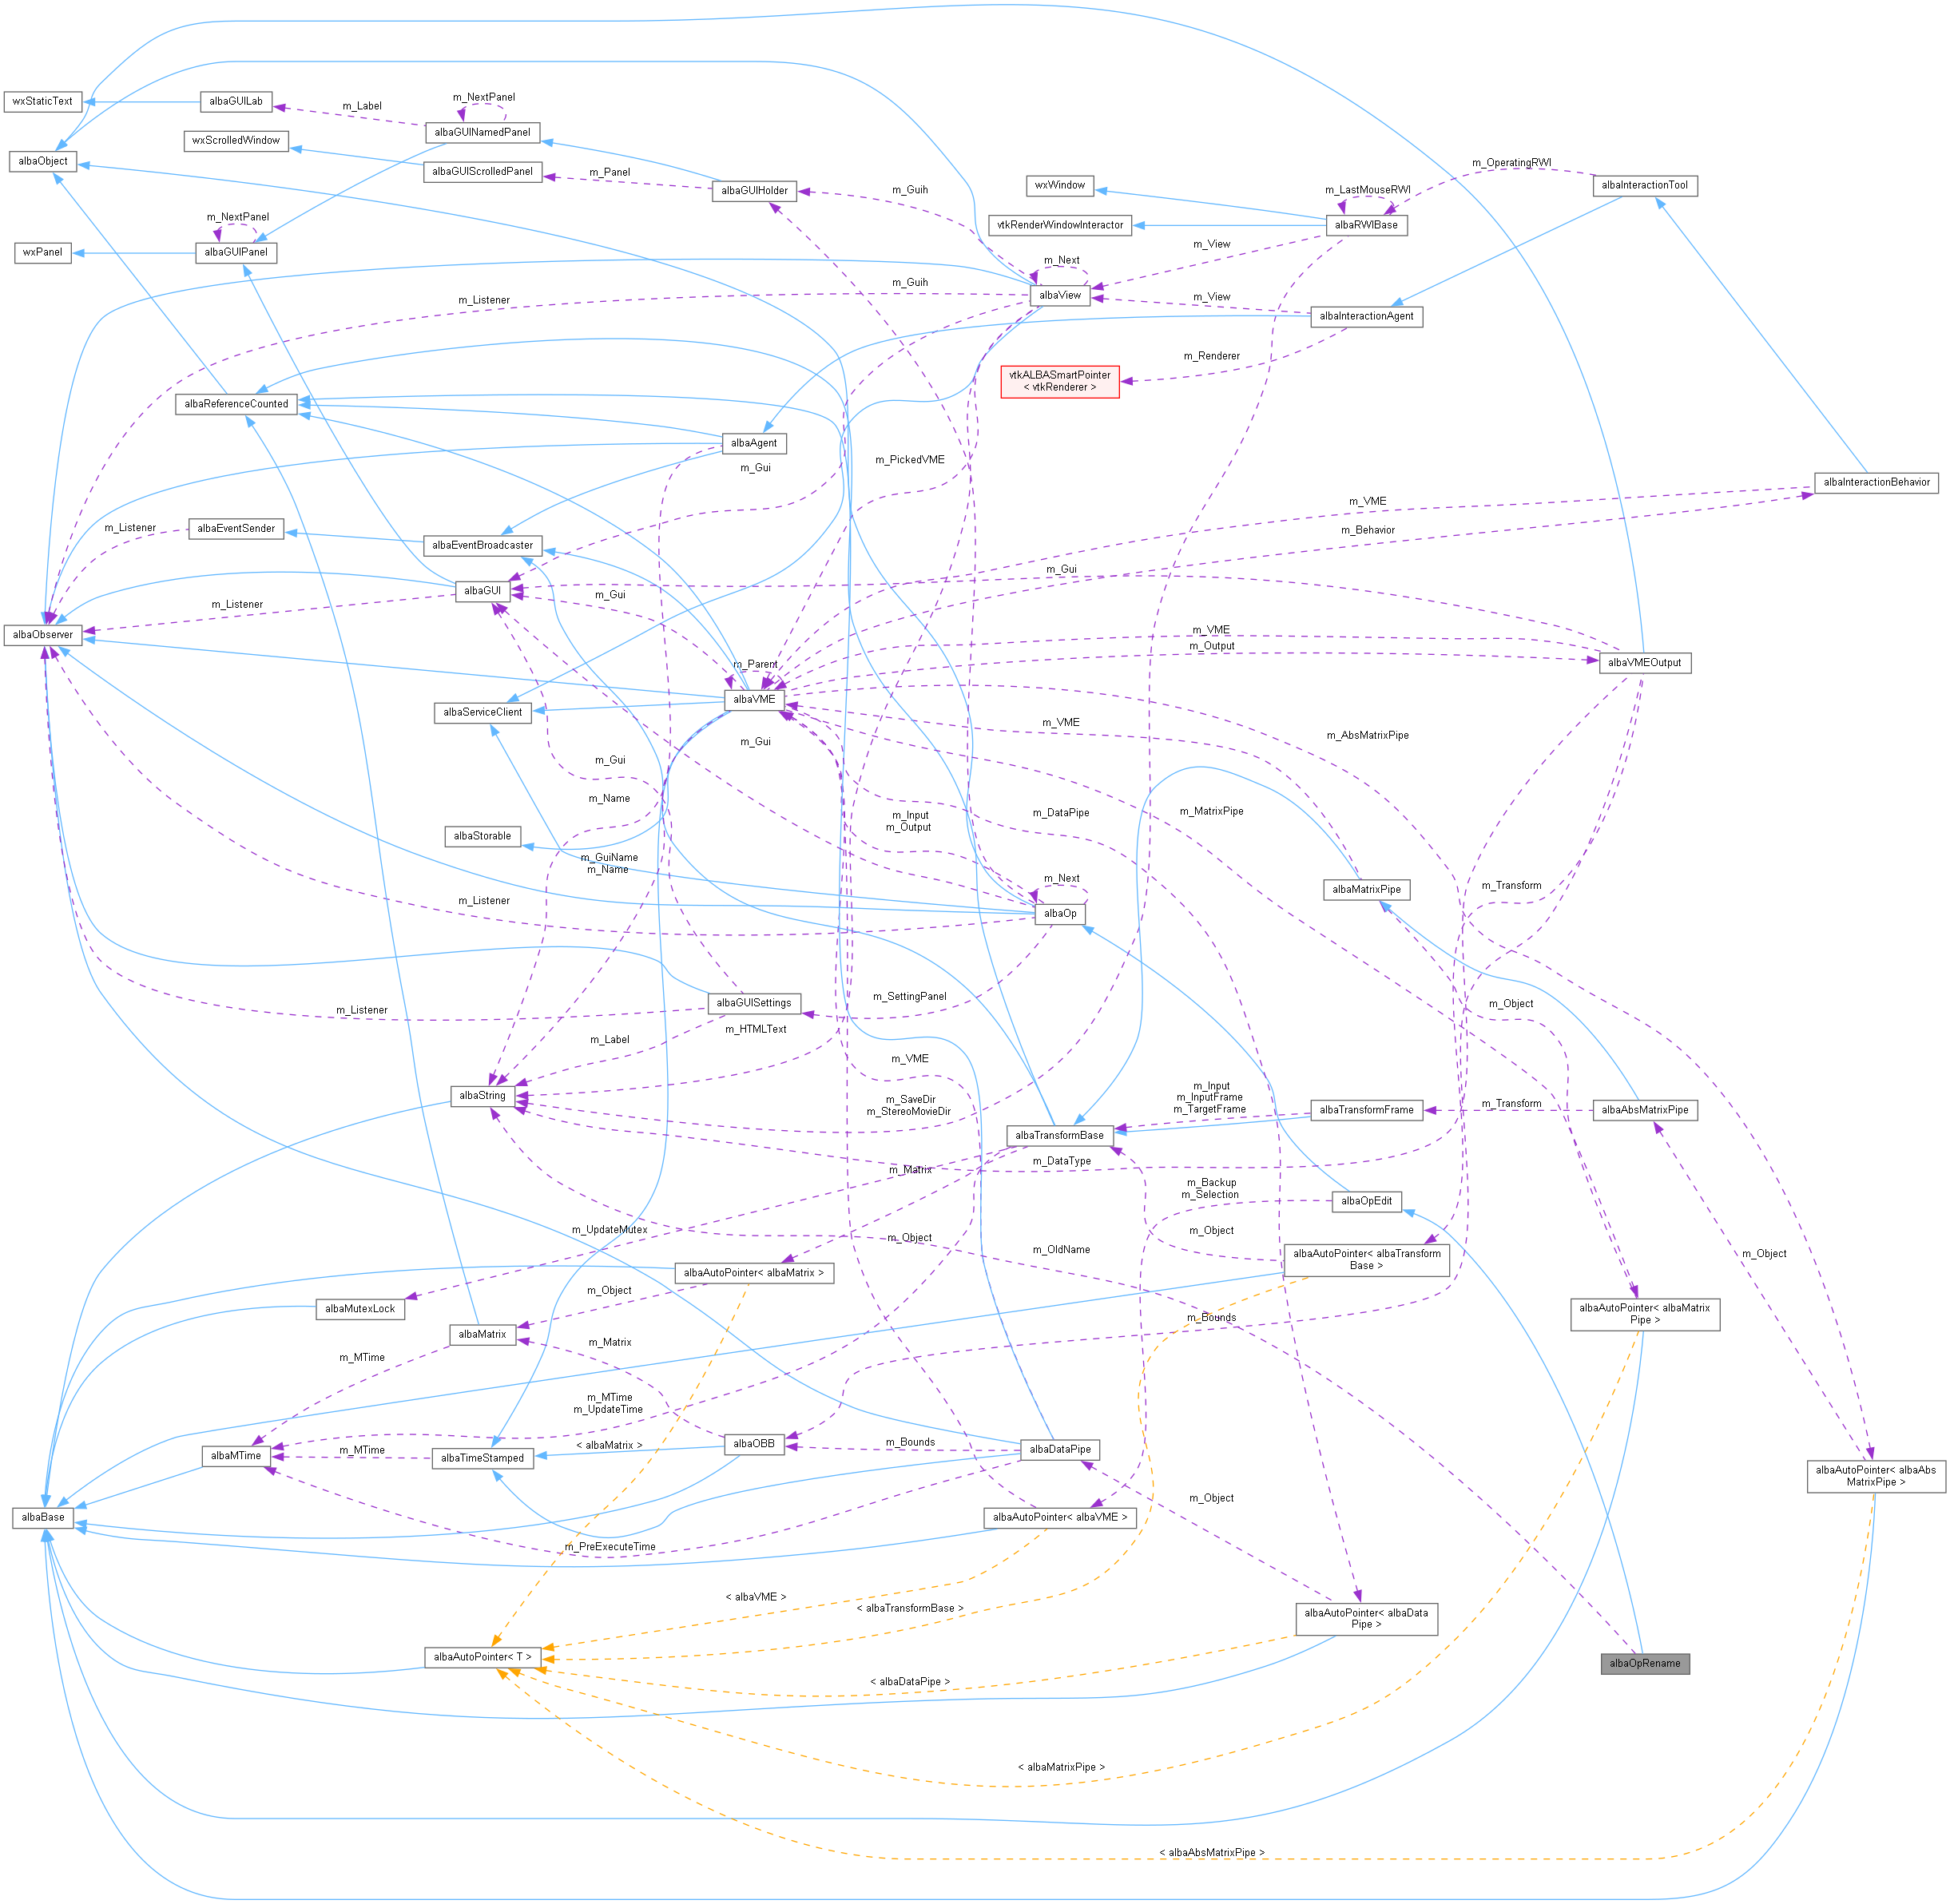 wxStaticText
albaGUILab
m_Label
m_NextPanel
albaGUINamedPanel
wxScrolledWindow
albaObject
albaGUIScrolledPanel
m_Panel
albaGUIHolder
m_Guih
wxWindow
m_LastMouseRWI
m_OperatingRWI
albaInteractionTool
vtkRenderWindowInteractor
albaRWIBase
m_NextPanel
wxPanel
albaGUIPanel
m_View
m_Next
m_Guih
albaView
m_Listener
m_View
albaInteractionAgent
m_Renderer
vtkALBASmartPointer
< vtkRenderer >
albaReferenceCounted
albaAgent
m_Gui
m_PickedVME
albaInteractionBehavior
m_VME
m_Behavior
m_Listener
albaEventSender
albaEventBroadcaster
m_Gui
albaGUI
m_Gui
m_Listener
albaObserver
m_VME
m_Output
albaVMEOutput
m_Parent
albaVME
albaServiceClient
m_VME
m_AbsMatrixPipe
m_Gui
m_Gui
m_Name
m_Input
m_Output
m_DataPipe
m_MatrixPipe
albaStorable
m_GuiName
m_Name
m_Next
m_Transform
albaMatrixPipe
m_Listener
albaOp
albaGUISettings
m_SettingPanel
m_Object
m_Listener
m_HTMLText
m_Label
m_VME
albaString
m_SaveDir
m_StereoMovieDir
m_Input
m_InputFrame
m_TargetFrame
albaTransformFrame
m_Transform
albaAbsMatrixPipe
albaTransformBase
m_Matrix
m_DataType
m_Backup
m_Selection
albaOpEdit
m_UpdateMutex
m_Object
m_OldName
m_Object
albaAutoPointer< albaTransform
Base >
m_Object
albaAutoPointer< albaMatrix >
m_Object
albaMutexLock
albaAutoPointer< albaMatrix
Pipe >
m_Bounds
albaMatrix
m_Matrix
m_MTime
m_MTime
m_UpdateTime
< albaMatrix >
albaOBB
m_Bounds
albaDataPipe
albaMTime
m_MTime
albaTimeStamped
albaAutoPointer< albaAbs
MatrixPipe >
m_Object
albaBase
albaAutoPointer< albaVME >
m_PreExecuteTime
< albaVME >
< albaTransformBase >
albaAutoPointer< albaData
Pipe >
albaAutoPointer< T >
albaOpRename
< albaDataPipe >
< albaMatrixPipe >
< albaAbsMatrixPipe >